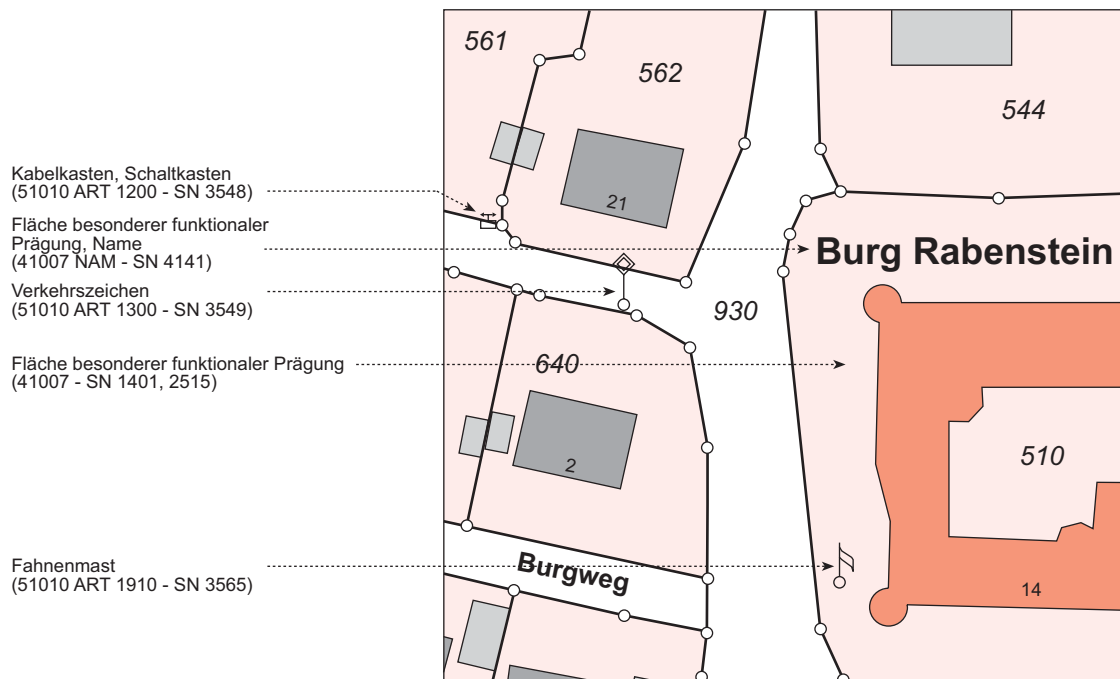 Kabelkasten, Schaltkasten
(51010 ART 1200 - SN 3548)
Fläche besonderer funktionaler
Prägung, Name
(41007 NAM - SN 4141)
Verkehrszeichen
(51010 ART 1300 - SN 3549)
Fläche besonderer funktionaler Prägung
(41007 - SN 1401, 2515)
Fahnenmast
(51010 ART 1910 - SN 3565)
561
562
544
21
Burg Rabenstein
930
640
510
2
Burgweg
14